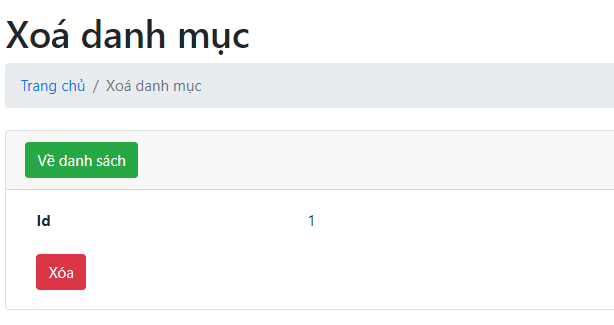 Xoá danh mục
Trang chủ / Xoá danh mục
Về danh sách
Id 1
Xóa